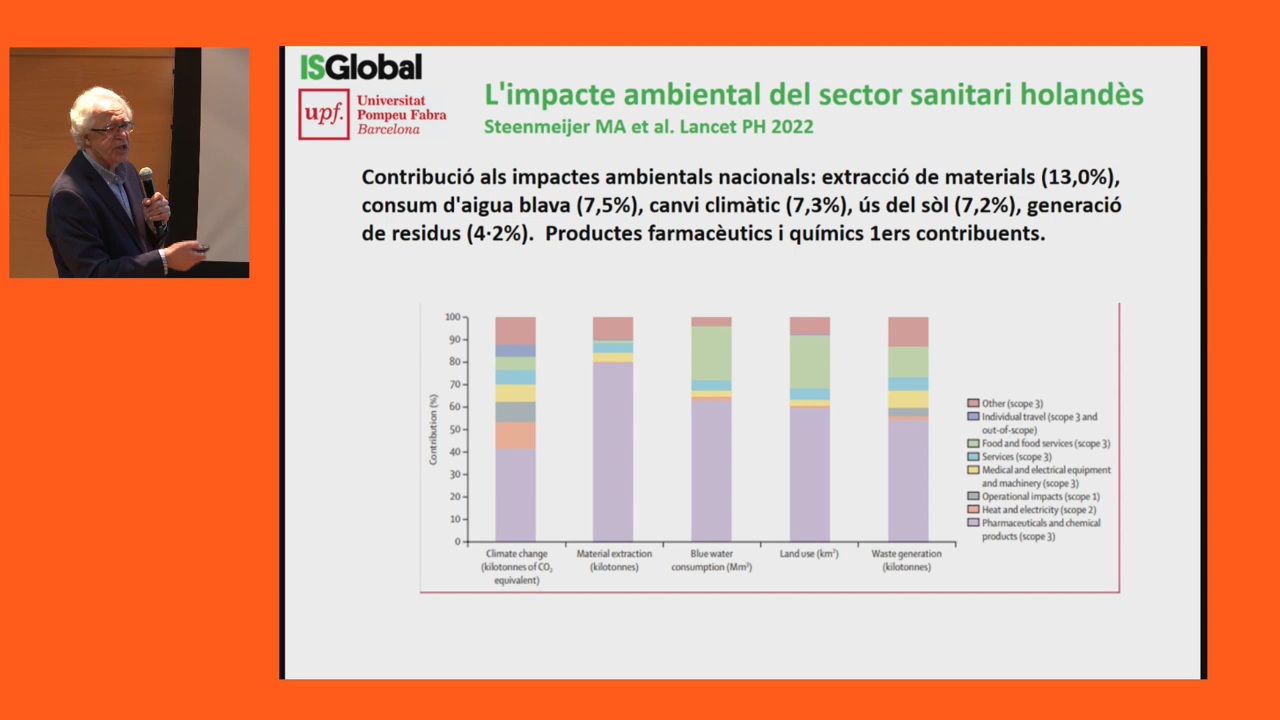 ISGlobal
upf. Universitat
Pompeu Fabra
Barcelona
L'impacte ambiental del sector sanitari holandès
Steenmeijer MA et al. Lancet PH 2022
Contribució als impactes ambientals nacionals: extracció de materials (13,0%),
consum d'aigua blava (7,5%), canvi climàtic (7,3%), ús del sòl (7,2%), generació
de residus (4·2%). Productes farmacèutics i químics 1ers contribuents.
Contribution (%)
100
90
80
70
60
50
40
30
20
10
0
Climate change
(kilotonnes of CO₂
equivalent)
Material extraction
(kilotonnes)
Blue water
consumption (Mm³)
Land use (km²)
Waste generation
(kilotonnes)
Other (scope 3)
Individual travel (scope 3 and
out-of-scope)
Food and food services (scope 3)
Services (scope 3)
Medical and electrical equipment
and machinery (scope 3)
Operational impacts (scope 1)
Heat and electricity (scope 2)
Pharmaceuticals and chemical
products (scope 3)